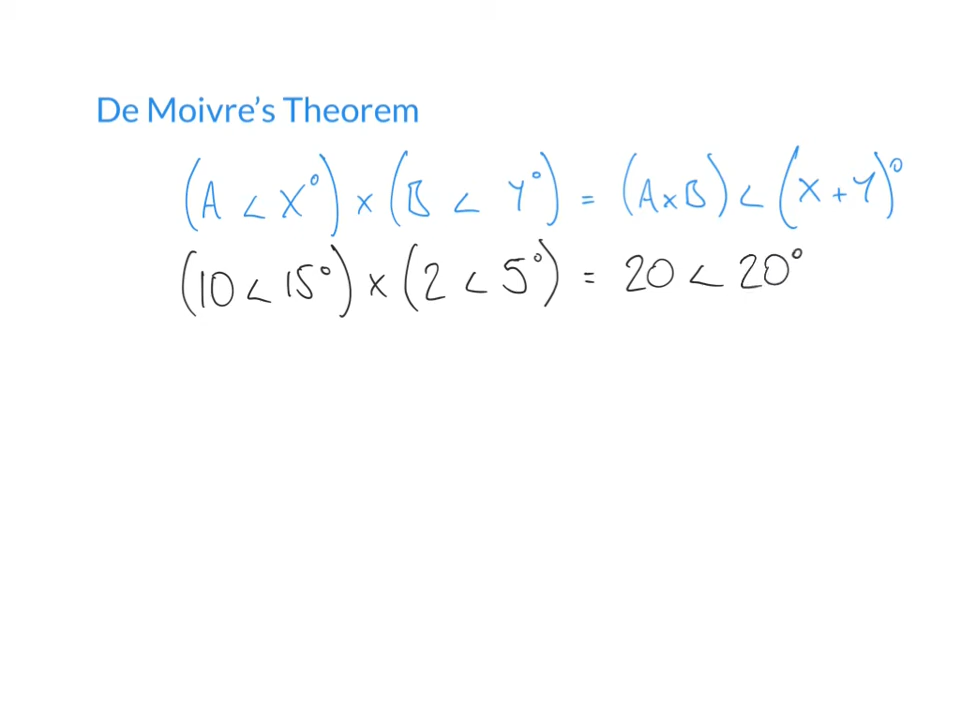 De Moivre's Theorem
(A ∠ X°) × (B ∠ Y°) = (A×B) ∠ (X + Y)°
(10 ∠ 15°) × (2 ∠ 5°) = 20 ∠ 20°